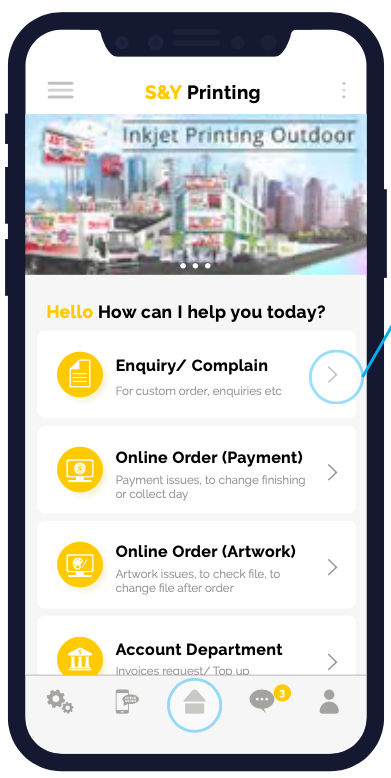 S&Y Printing
Inkjet Printing Outdoor
Hello How can I help you today?
Enquiry/ Complain
For custom order, enquiries etc
Online Order (Payment)
Payment issues, to change finishing
or collect day
Online Order (Artwork)
Artwork issues, to check file, to
change file after order
Account Department
Invoices request/ Top up
3